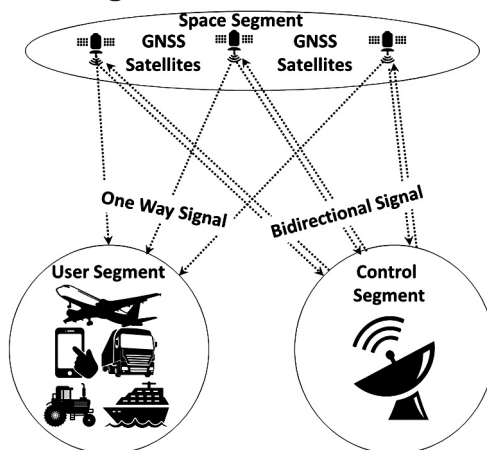 Space Segment
GNSS
Satellites
GNSS
Satellites
One Way Signal
Bidirectional Signal
User Segment
Control
Segment